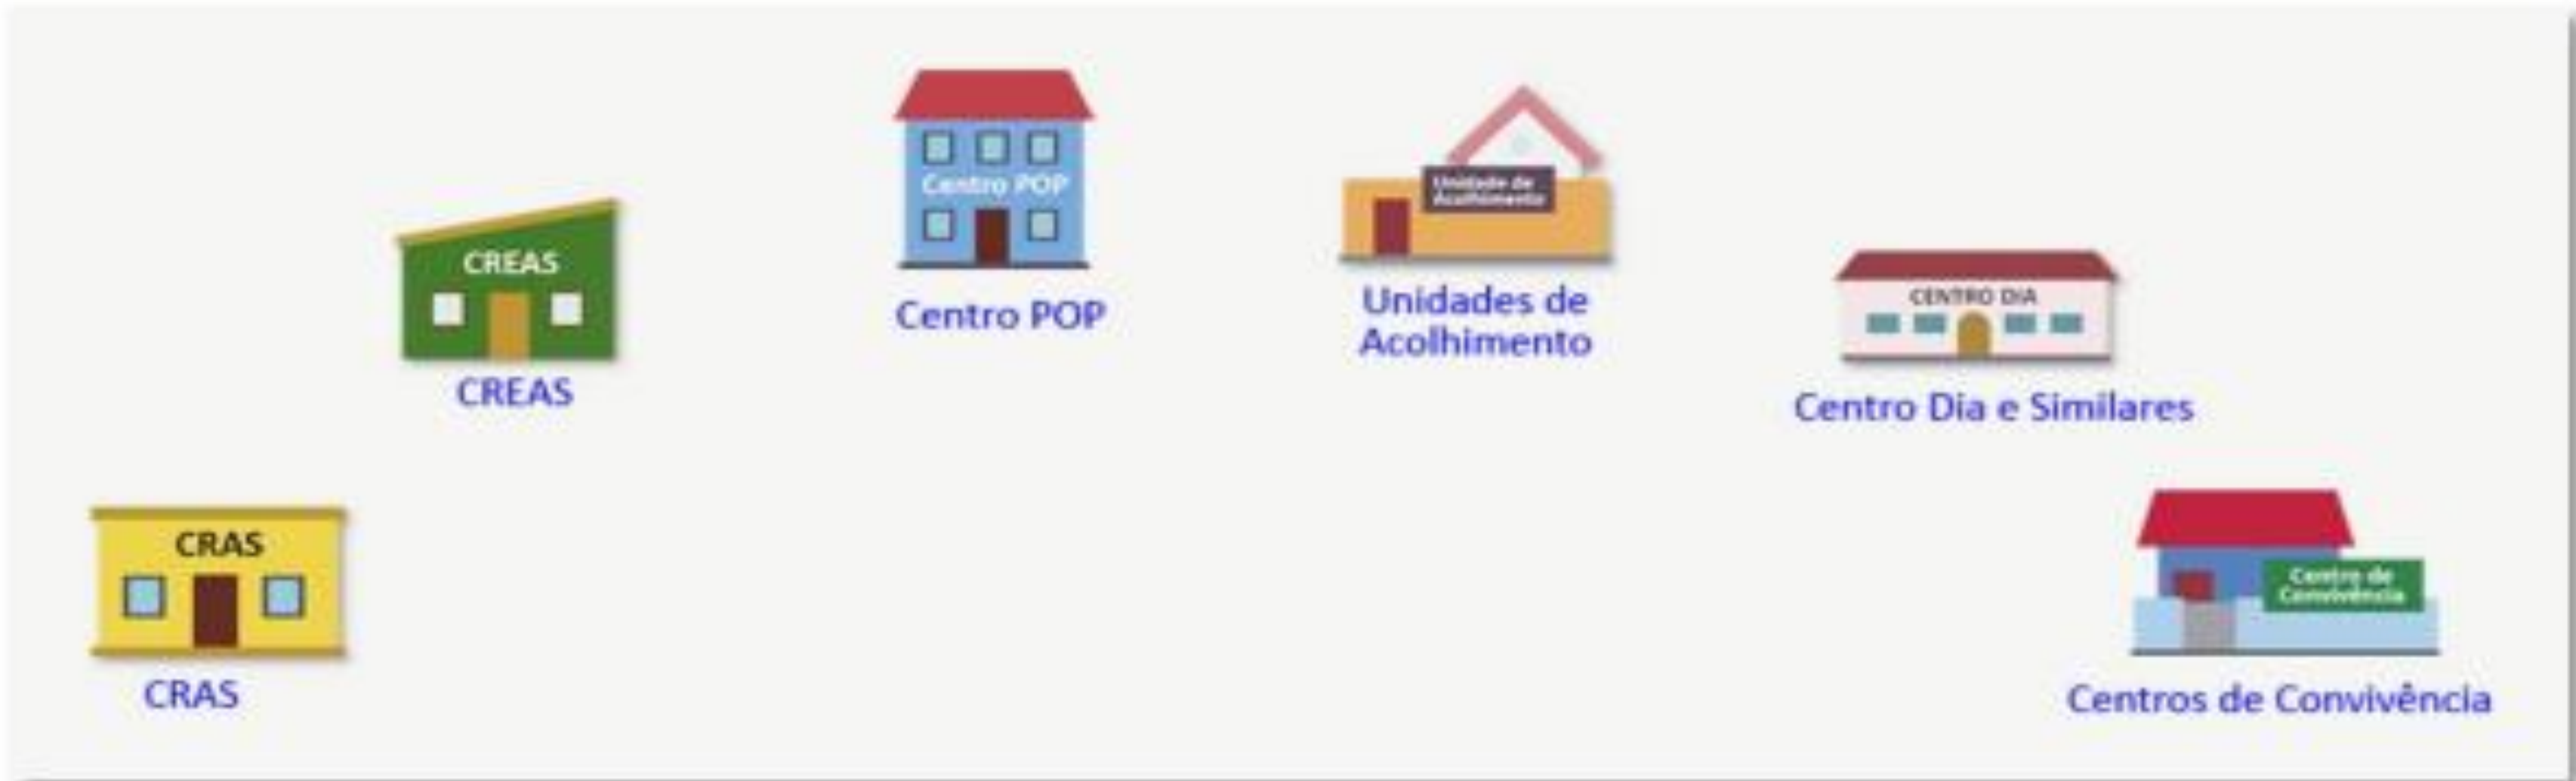 Centro POP
Centro POP
Unidade de
Acolhimento
Unidades de
Acolhimento
CREAS
CREAS
CENTRO DIA
Centro Dia e Similares
CRAS
CRAS
Centro de
Convivência
Centros de Convivência